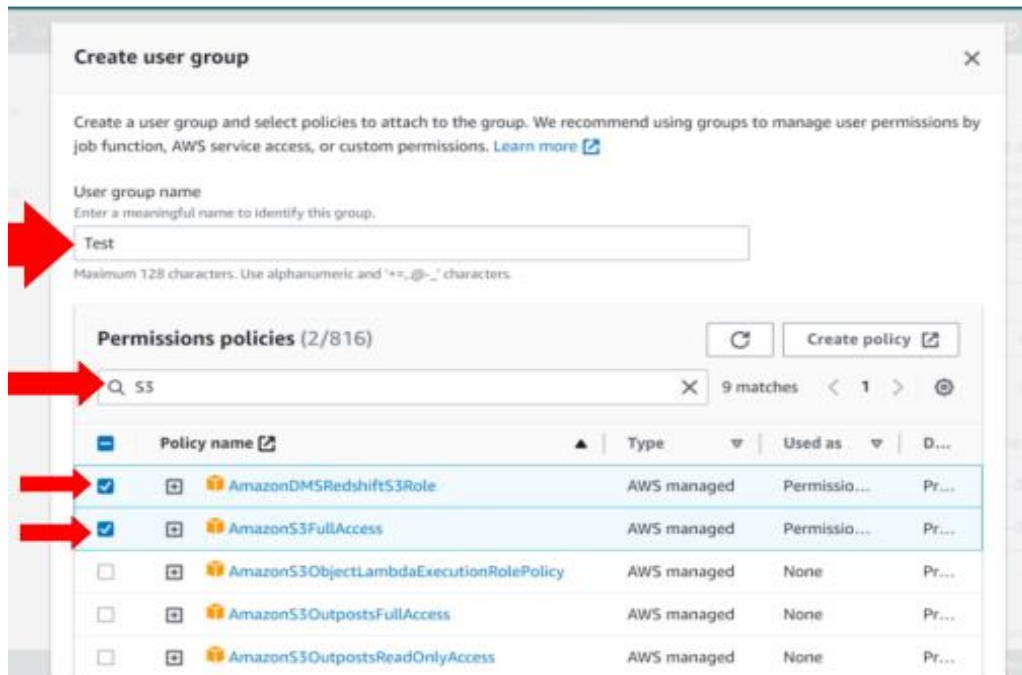 Create user group
Create a user group and select policies to attach to the group. We recommend using groups to manage user permissions by
job function, AWS service access, or custom permissions. Learn more
User group name
Enter a meaningful name to identify this group.
Test
Maximum 128 characters. Use alphanumeric and '+=,.@-_' characters.
Permissions policies (2/816)
Create policy
S3
9 matches
1
Policy name Type Used as D...
AmazonDMSRedshiftS3Role AWS managed Permissio... Pr...
AmazonS3FullAccess AWS managed Permissio... Pr...
AmazonS3ObjectLambdaExecutionRolePolicy AWS managed None Pr...
AmazonS3OutpostsFullAccess AWS managed None Pr...
AmazonS3OutpostsReadOnlyAccess AWS managed None Pr...